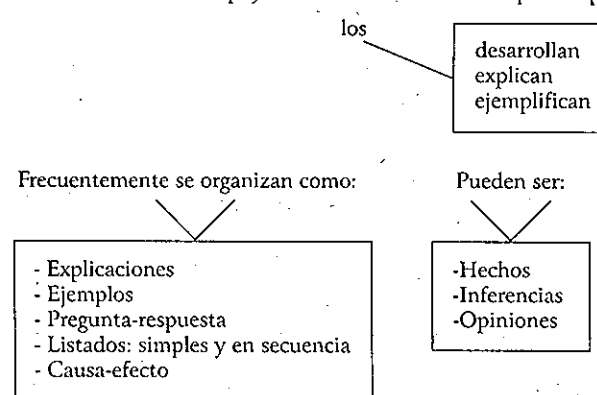 los
desarrollan
explican
ejemplifican
Frecuentemente se organizan como:
Pueden ser:
- Explicaciones
- Ejemplos
- Pregunta-respuesta
- Listados: simples y en secuencia
- Causa-efecto
-Hechos
-Inferencias
-Opiniones